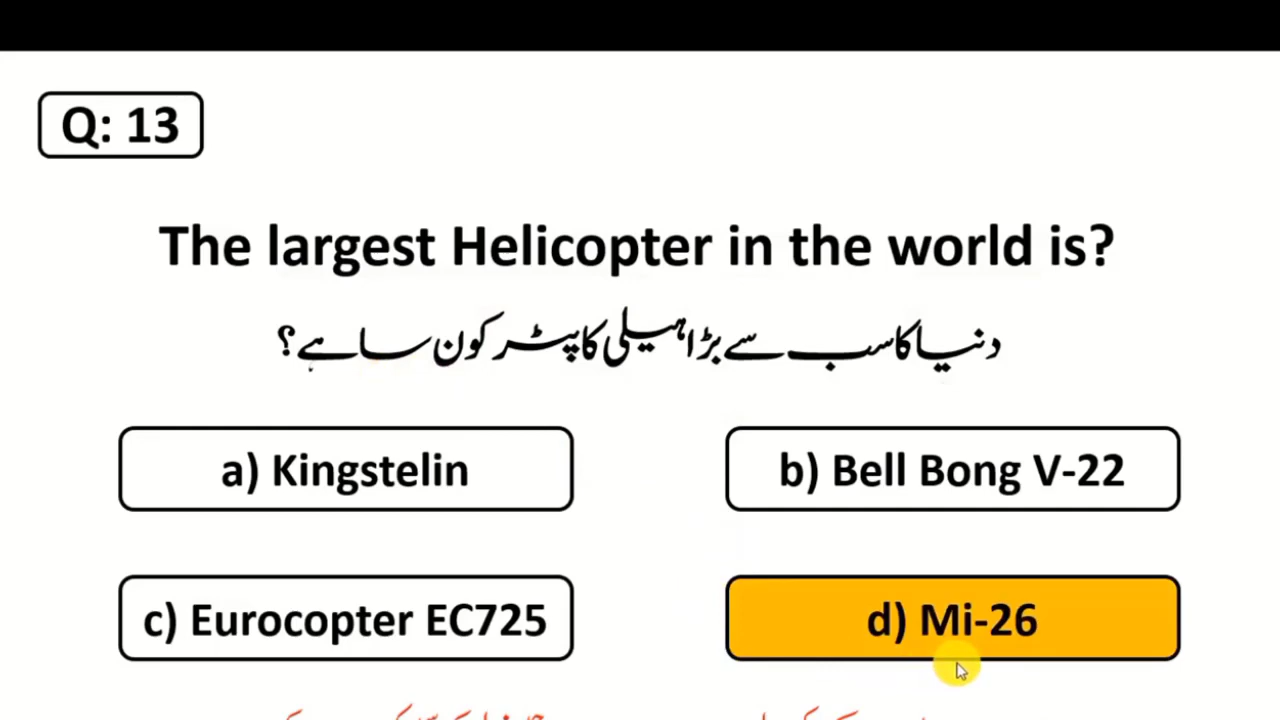 Q: 13
The largest Helicopter in the world is?
دنیا کا سب سے بڑا ہیلی کاپٹر کون سا ہے؟
a) Kingstelin
b) Bell Bong V-22
c) Eurocopter EC725
d) Mi-26